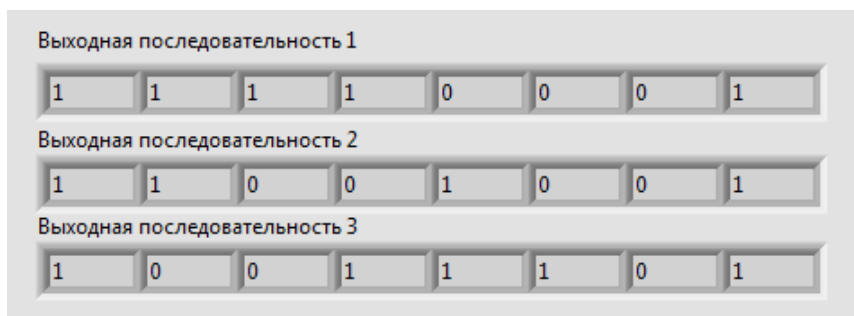 Выходная последовательность 1
1 1 1 1 0 0 0 1
Выходная последовательность 2
1 1 0 0 1 0 0 1
Выходная последовательность 3
1 0 0 1 1 1 0 1